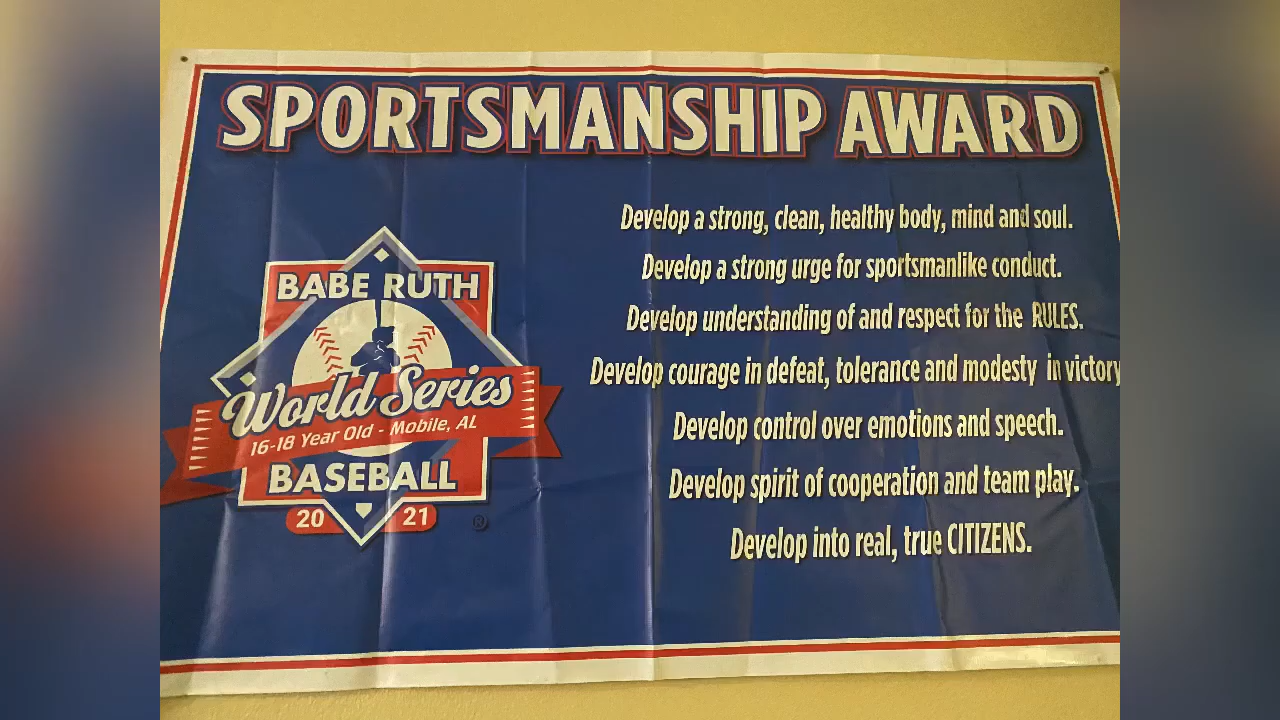 SPORTSMANSHIP AWARD
BABE RUTH
World Series
16-18 Year Old - Mobile, AL
BASEBALL
20 21
®
Develop a strong, clean, healthy body, mind and soul.
Develop a strong urge for sportsmanlike conduct.
Develop understanding of and respect for the RULES.
Develop courage in defeat, tolerance and modesty in victory
Develop control over emotions and speech.
Develop spirit of cooperation and team play.
Develop into real, true CITIZENS.